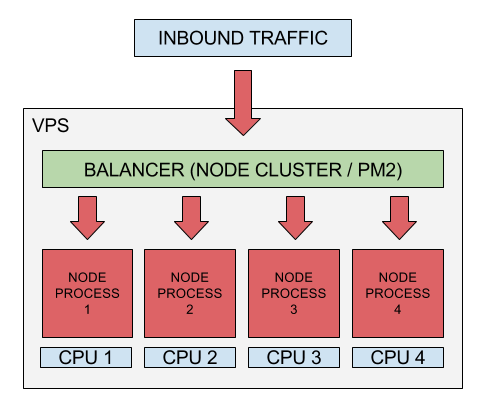 INBOUND TRAFFIC
VPS
BALANCER (NODE CLUSTER / PM2)
NODE
PROCESS
1
NODE
PROCESS
2
NODE
PROCESS
3
NODE
PROCESS
4
CPU 1
CPU 2
CPU 3
CPU 4